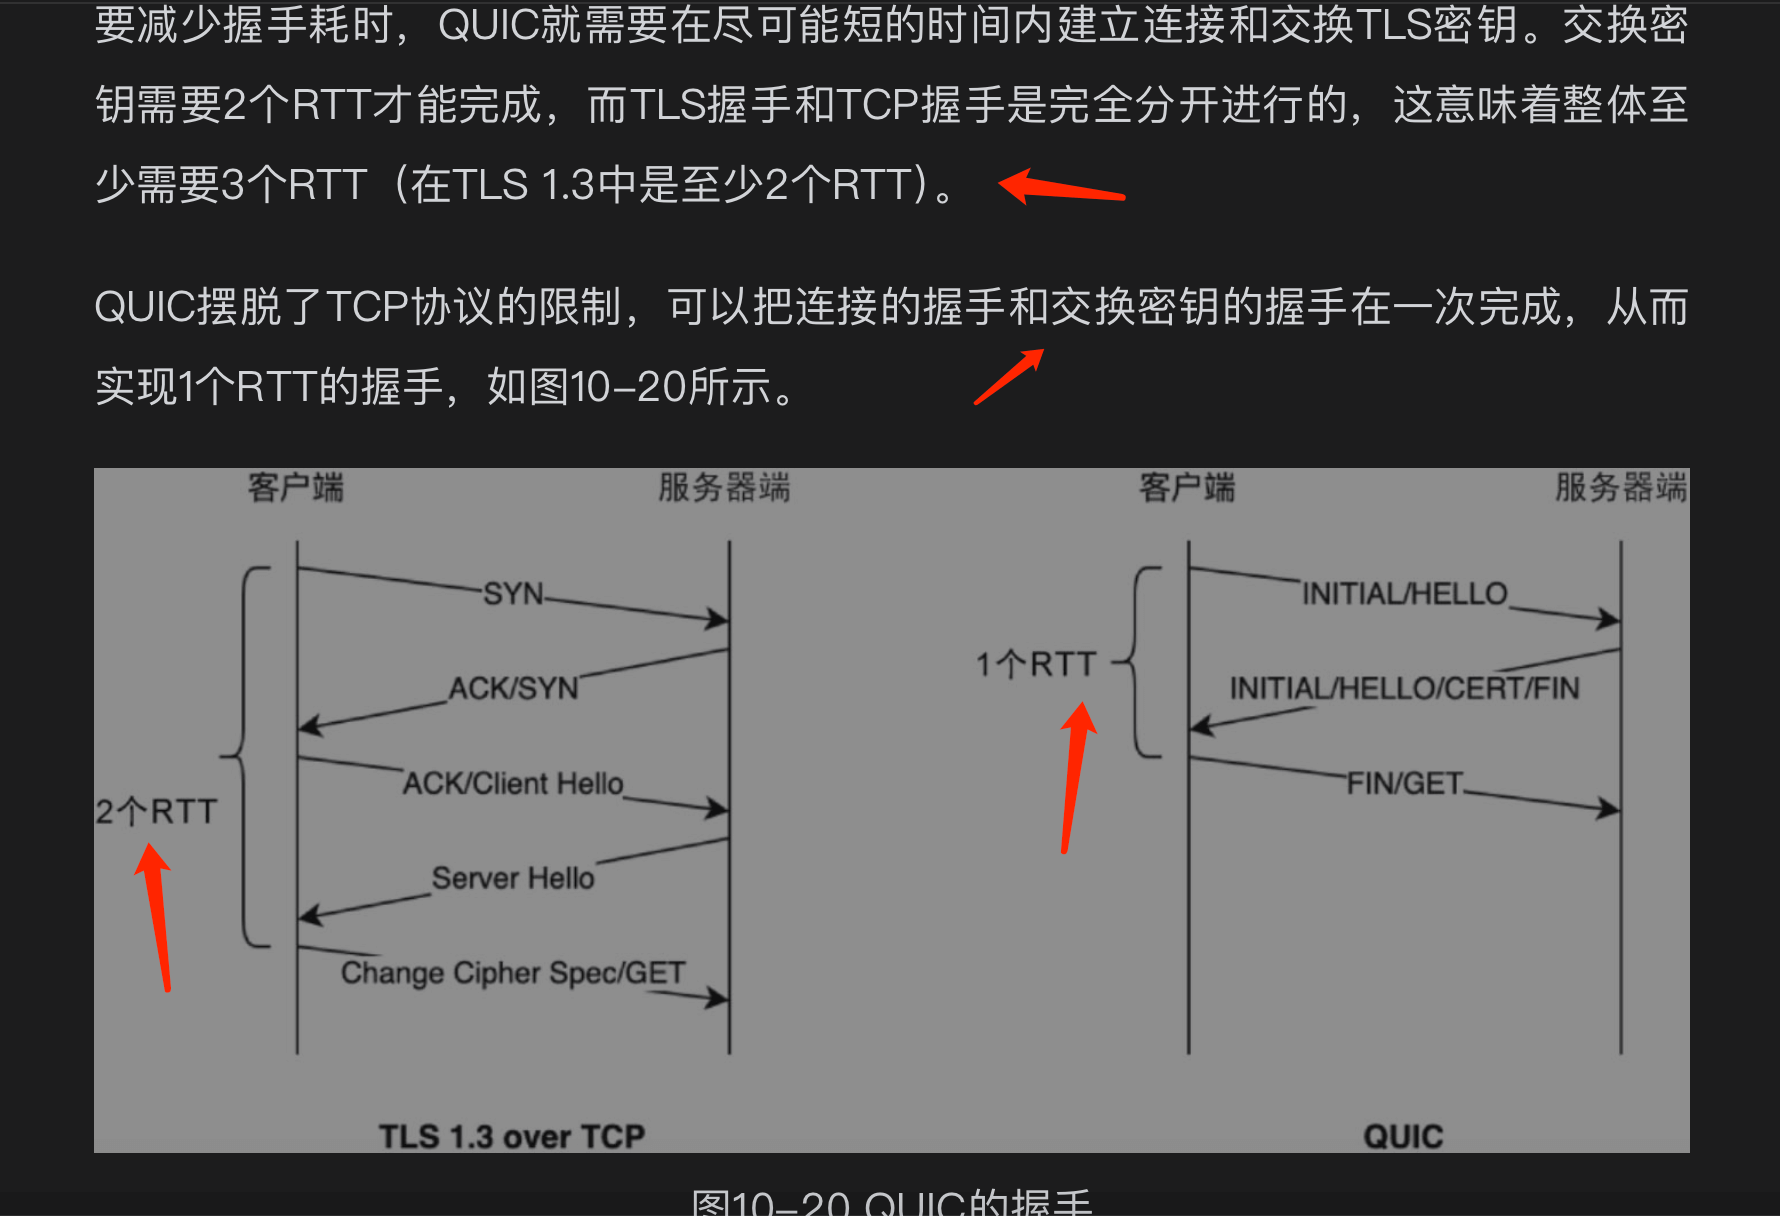 要减少握手耗时，QUIC就需要在尽可能短的时间内建立连接和交换TLS密钥。交换密
钥需要2个RTT才能完成，而TLS握手和TCP握手是完全分开进行的，这意味着整体至
少需要3个RTT（在TLS 1.3中是至少2个RTT）。
QUIC摆脱了TCP协议的限制，可以把连接的握手和交换密钥的握手在一次完成，从而
实现1个RTT的握手，如图10-20所示。
客户端
服务器端
SYN
ACK/SYN
ACK/Client Hello
2个RTT
Server Hello
Change Cipher Spec/GET
TLS 1.3 over TCP
客户端
服务器端
INITIAL/HELLO
1个RTT
INITIAL/HELLO/CERT/FIN
FIN/GET
QUIC
图10-20 QUIC的握手